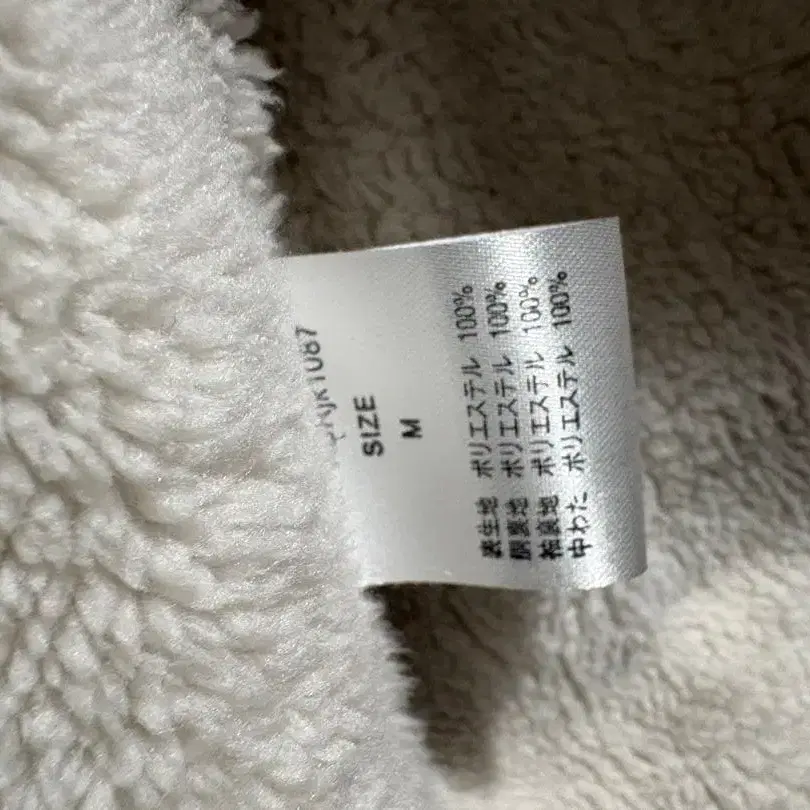 SIZE
M
表生地 ポリエステル 100%
胴裏地 ポリエステル 100%
袖裏地 ポリエステル 100%
中わた ポリエステル 100%